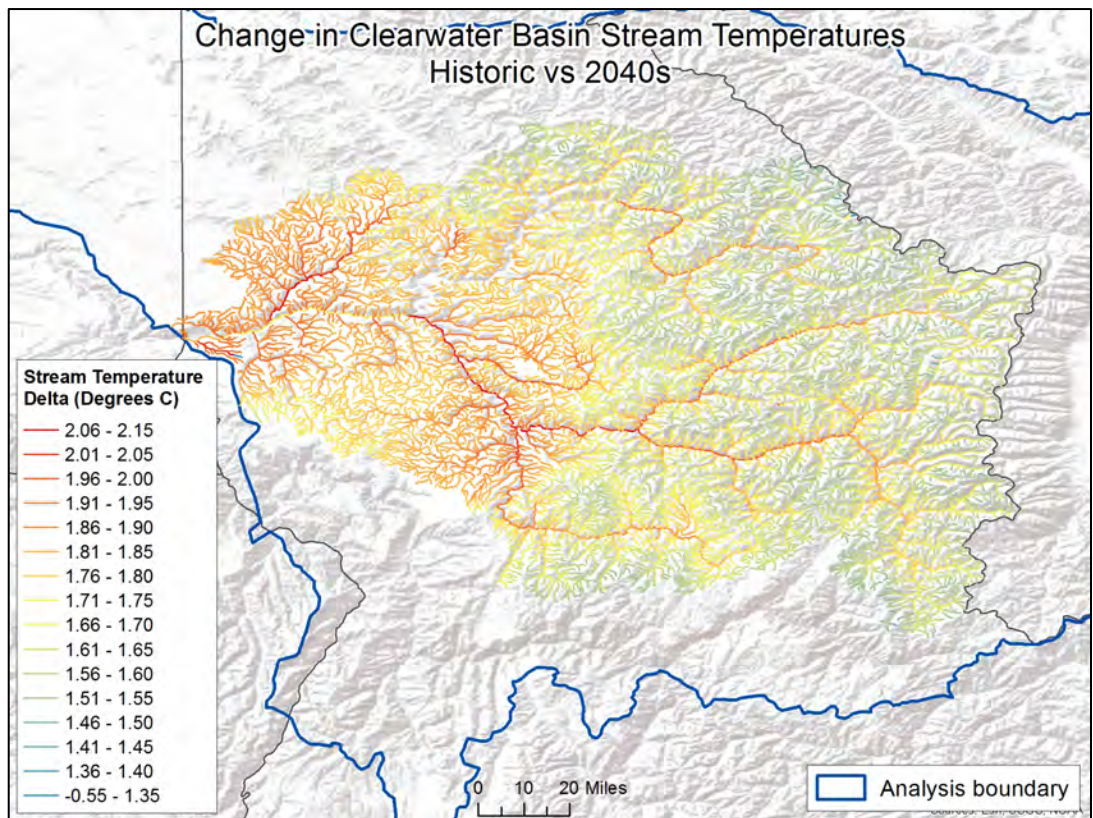 Change in Clearwater Basin Stream Temperatures
Historic vs 2040s
Stream Temperature
Delta (Degrees C)
2.06 - 2.15
2.01 - 2.05
1.96 - 2.00
1.91 - 1.95
1.86 - 1.90
1.81 - 1.85
1.76 - 1.80
1.71 - 1.75
1.66 - 1.70
1.61 - 1.65
1.56 - 1.60
1.51 - 1.55
1.46 - 1.50
1.41 - 1.45
1.36 - 1.40
-0.55 - 1.35
0 10 20 Miles
Analysis boundary